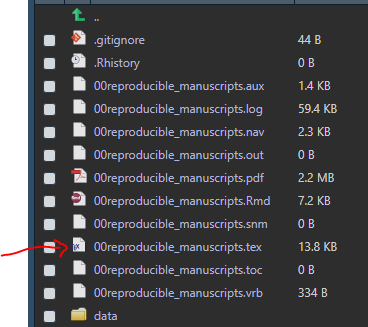 ..
.gitignore 44 B
.Rhistory 0 B
00reproducible_manuscripts.aux 1.4 KB
00reproducible_manuscripts.log 59.4 KB
00reproducible_manuscripts.nav 2.3 KB
00reproducible_manuscripts.out 0 B
00reproducible_manuscripts.pdf 2.2 MB
00reproducible_manuscripts.Rmd 7.2 KB
00reproducible_manuscripts.snm 0 B
00reproducible_manuscripts.tex 13.8 KB
00reproducible_manuscripts.toc 0 B
00reproducible_manuscripts.vrb 334 B
data